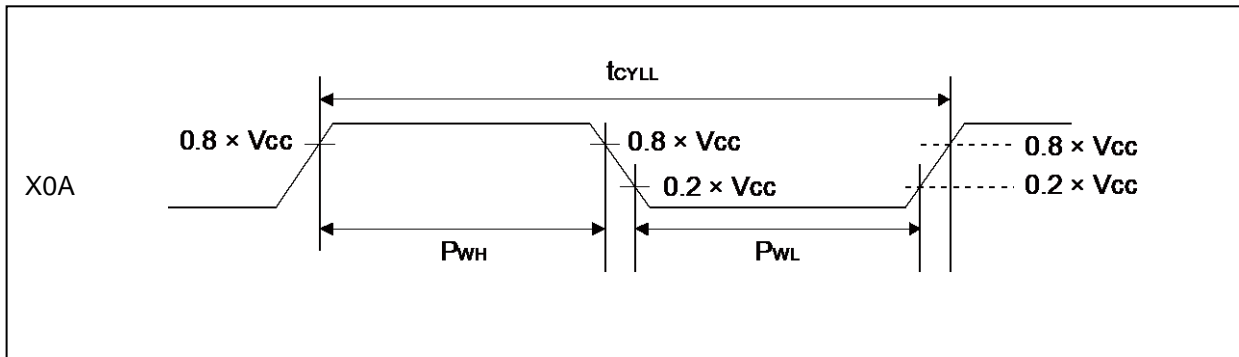 tCYLL
0.8 × Vcc
0.8 × Vcc
0.8 × Vcc
X0A
0.2 × Vcc
0.2 × Vcc
PWH
PWL